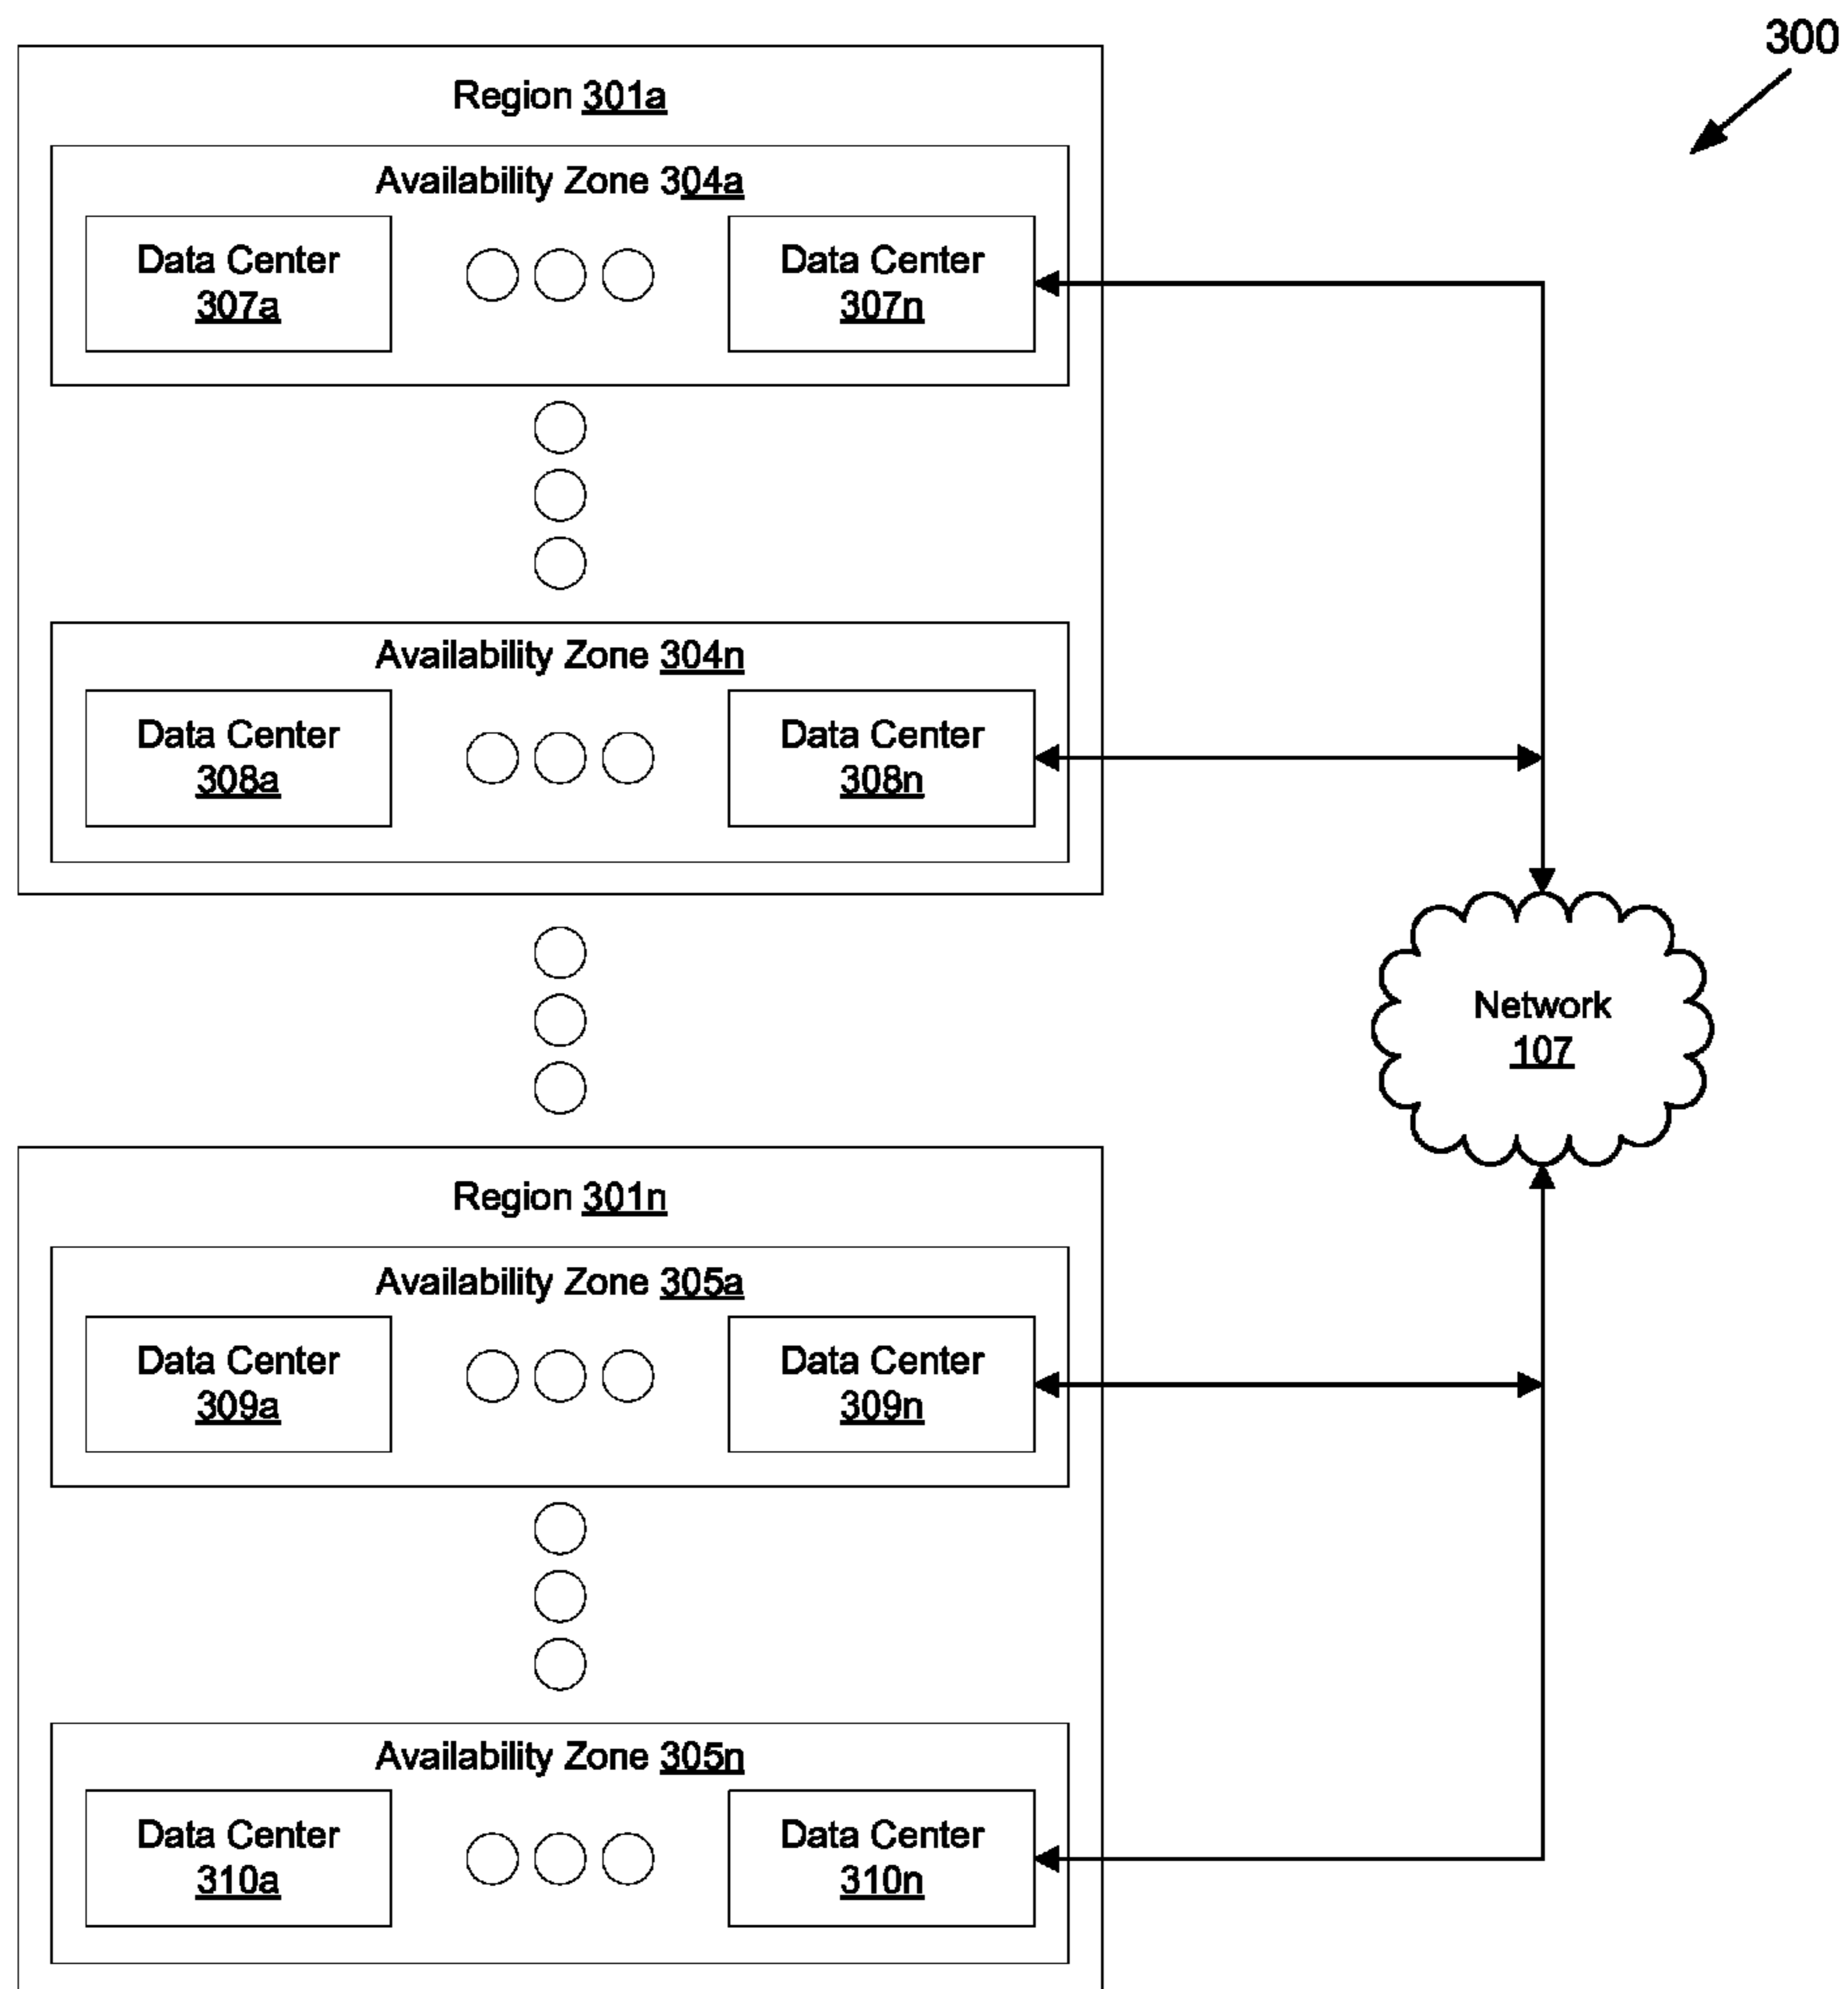 300
Region 301a
Availability Zone 304a
Data Center
307a
Data Center
307n
Availability Zone 304n
Data Center
308a
Data Center
308n
Network
107
Region 301n
Availability Zone 305a
Data Center
309a
Data Center
309n
Availability Zone 305n
Data Center
310a
Data Center
310n